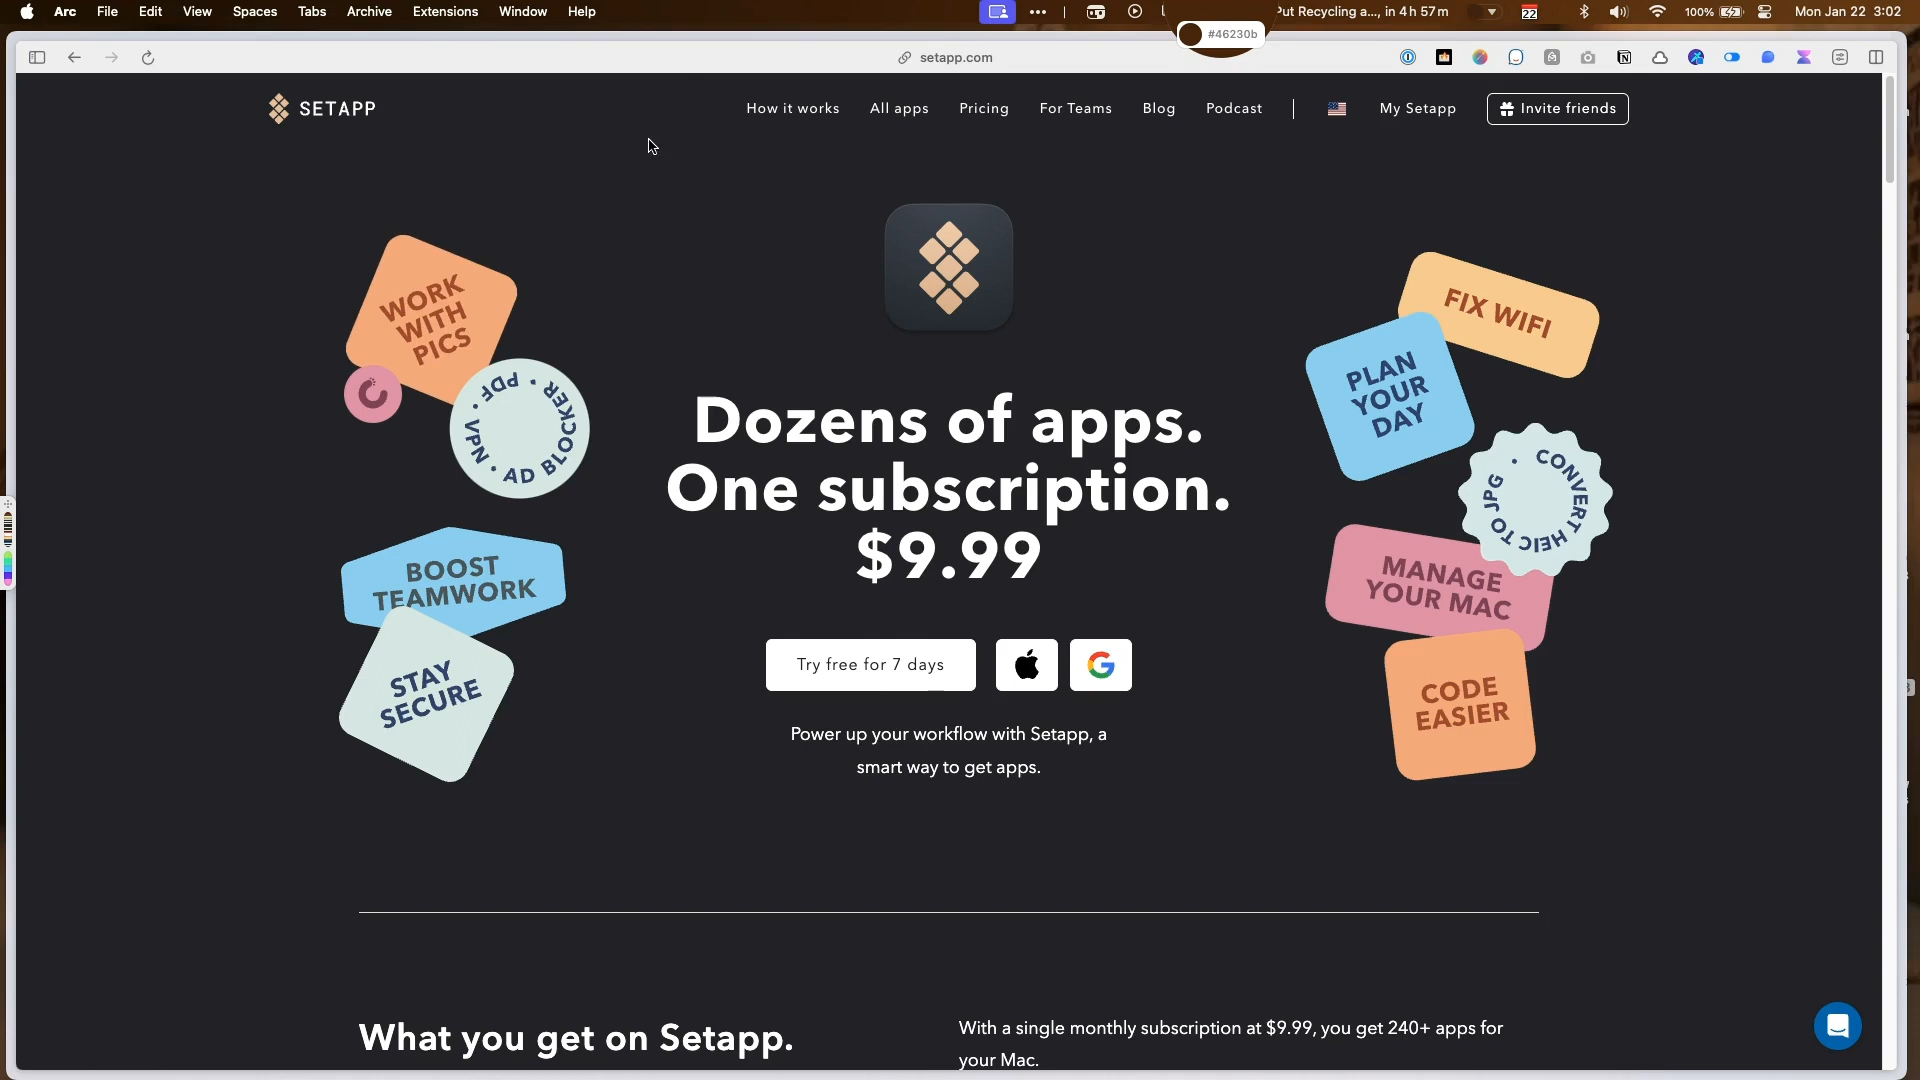 Arc File Edit View Spaces Tabs Archive Extensions Window Help
Recycling a..., in 4h 57m
22
100%
Mon Jan 22 3:02
#46230b
setapp.com
SETAPP
How it works All apps Pricing For Teams Blog Podcast My Setapp Invite friends
WORK
WITH
PICS
PDF • VPN • AD BLOCKER •
BOOST
TEAMWORK
STAY
SECURE
Dozens of apps.
One subscription.
$9.99
Try free for 7 days
Power up your workflow with Setapp, a
smart way to get apps.
FIX WIFI
PLAN
YOUR
DAY
CONVERT HEIC TO JPG •
MANAGE
YOUR MAC
CODE
EASIER
What you get on Setapp.
With a single monthly subscription at $9.99, you get 240+ apps for
your Mac.